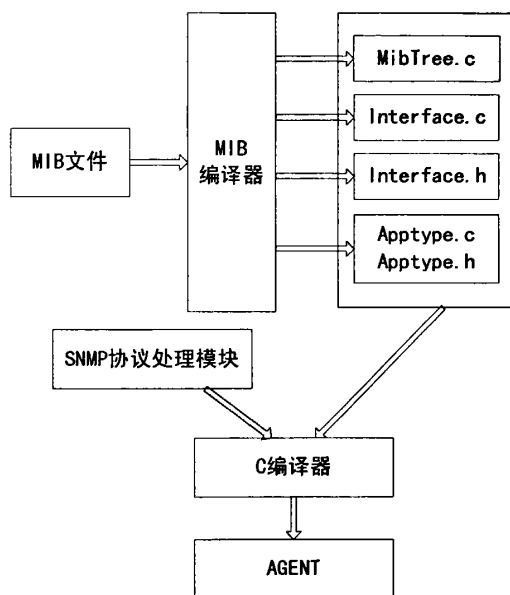 MibTree.c
Interface.c
MIB文件
MIB
编译器
Interface.h
Apptype.c
Apptype.h
SNMP协议处理模块
C编译器
AGENT